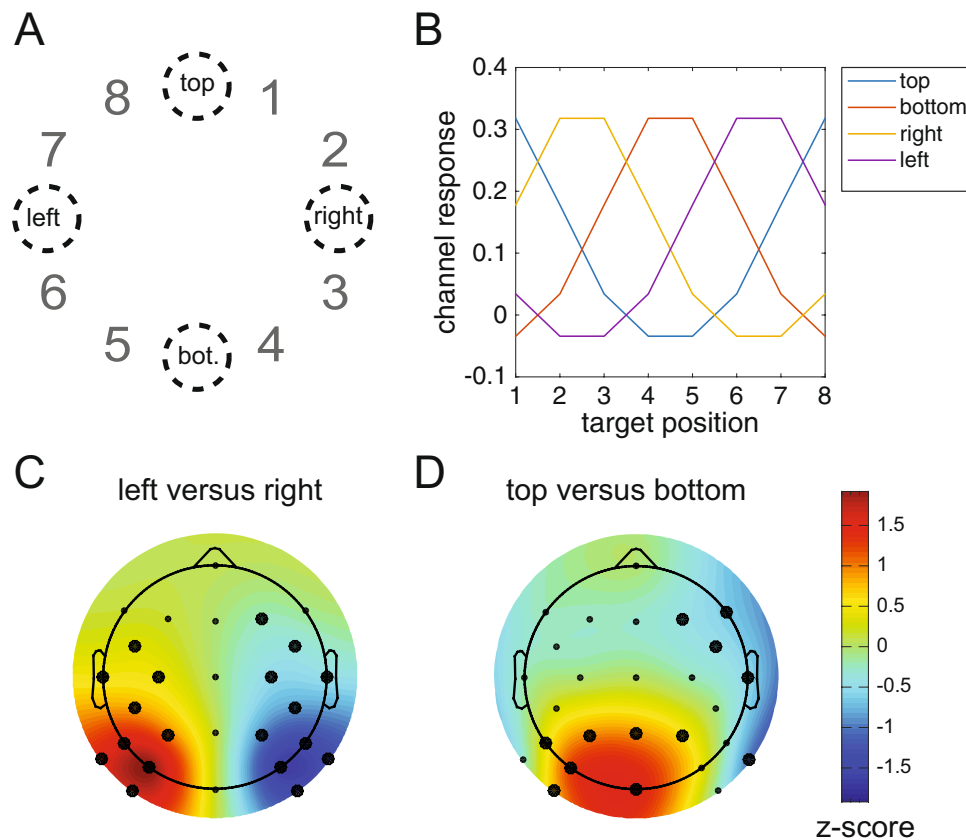 A
8
top
1
7
2
left
right
6
3
5
bot.
4
B
0.4
0.3
0.2
0.1
0
-0.1
channel response
1 2 3 4 5 6 7 8
target position
top
bottom
right
left
C
left versus right
D
top versus bottom
1.5
1
0.5
0
-0.5
-1
-1.5
z-score